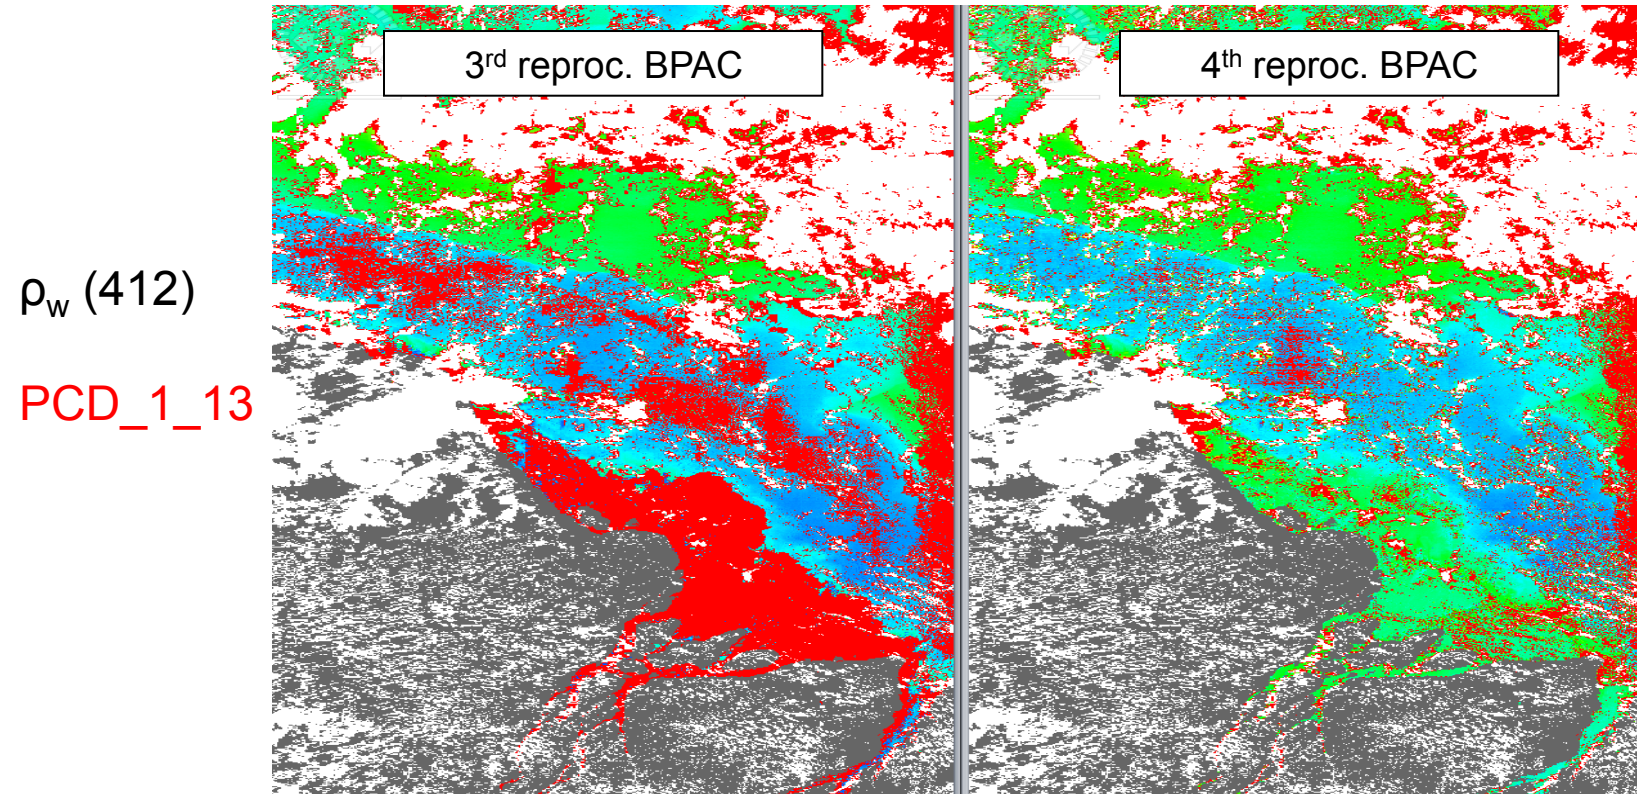 3rd reproc. BPAC
4th reproc. BPAC
ρw (412)
PCD_1_13